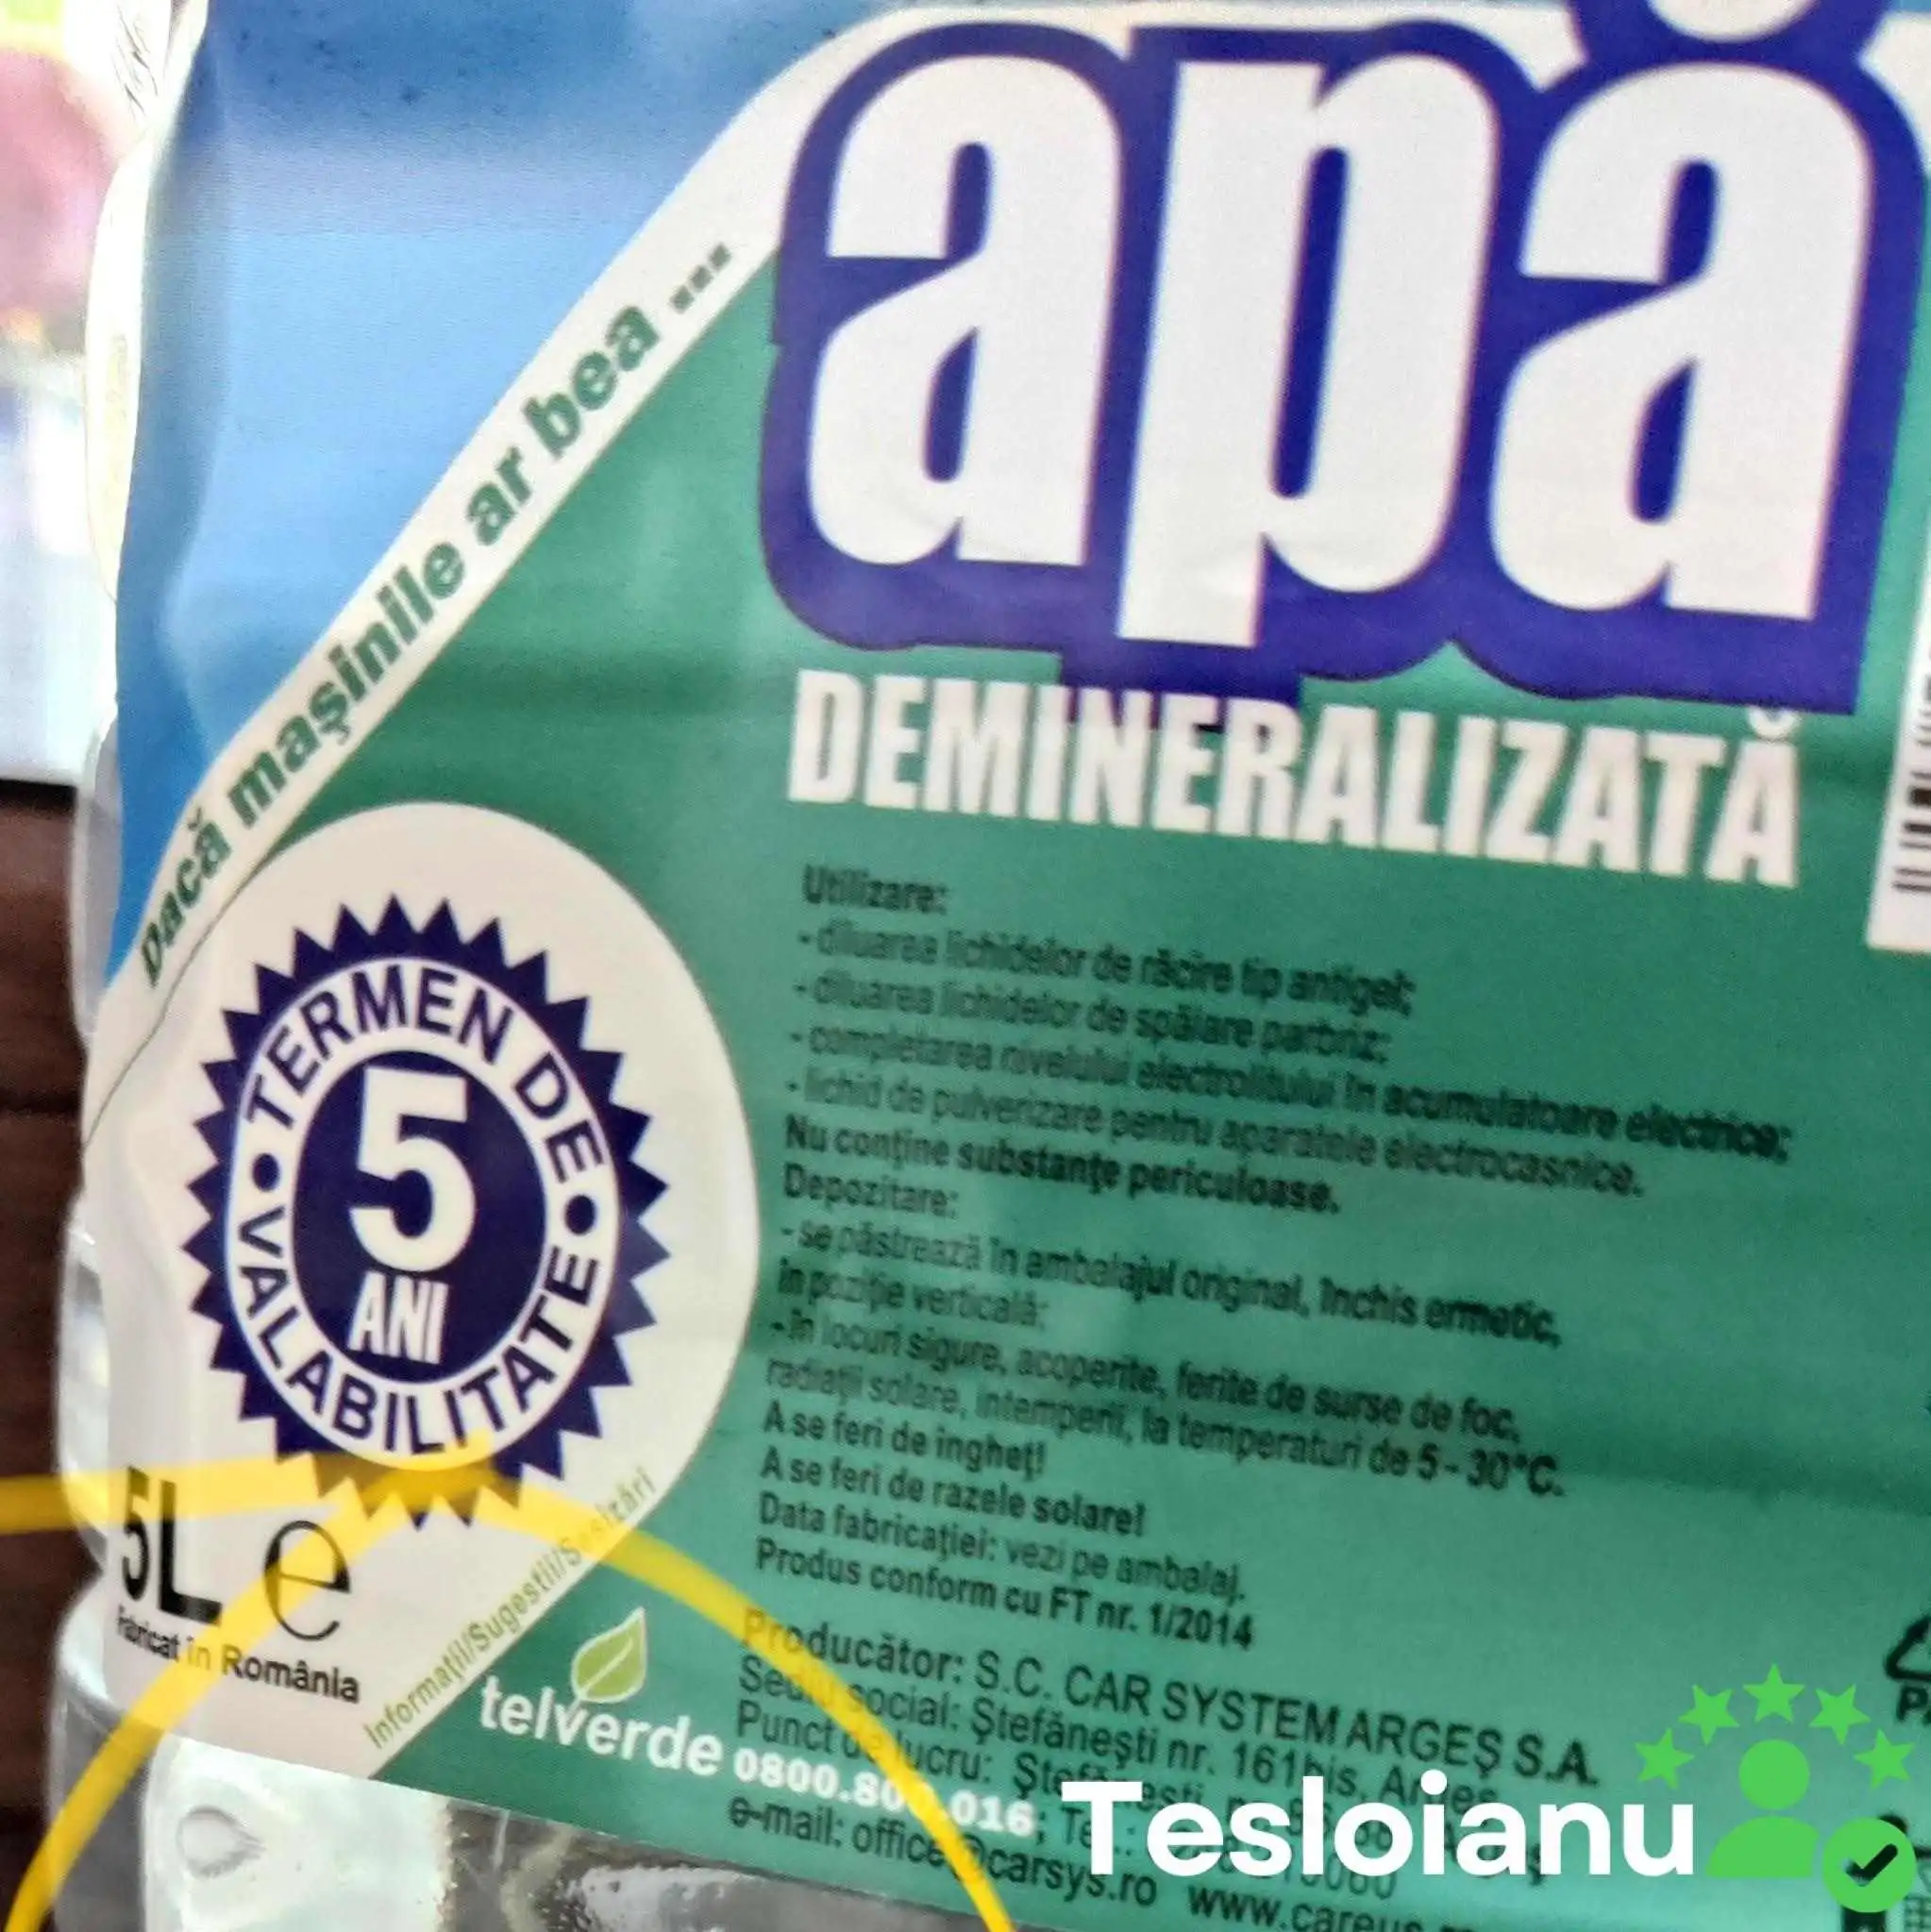 apă
DEMINERALIZATĂ
Dacă mașinile ar bea ...
TERMEN DE
VALABILITATE
5
ANI
5L e
Fabricat în România
Informații/Sugestii/Sesizări
telverde 0800.800.016;
Utilizare:
- diluarea lichidelor de răcire tip antigel;
- diluarea lichidelor de spălare parbriz;
- completarea nivelului electrolitului în acumulatoare electrice;
- lichid de pulverizare pentru aparatele electrocasnice.
Nu conține substanțe periculoase.
Depozitare:
- se păstrează în ambalajul original, închis ermetic,
în poziție verticală;
- în locuri sigure, acoperite, ferite de surse de foc,
radiații solare, intemperii, la temperaturi de 5 - 30°C.
A se feri de îngheț!
A se feri de razele solare!
Data fabricației: vezi pe ambalaj.
Produs conform cu FT nr. 1/2014
Producător: S.C. CAR SYSTEM ARGEȘ S.A.
Sediu social: Ștefănești nr. 161bis, Argeș
Punct de lucru: Ștefănești,
e-mail: office@carsys.ro
Tesloianu